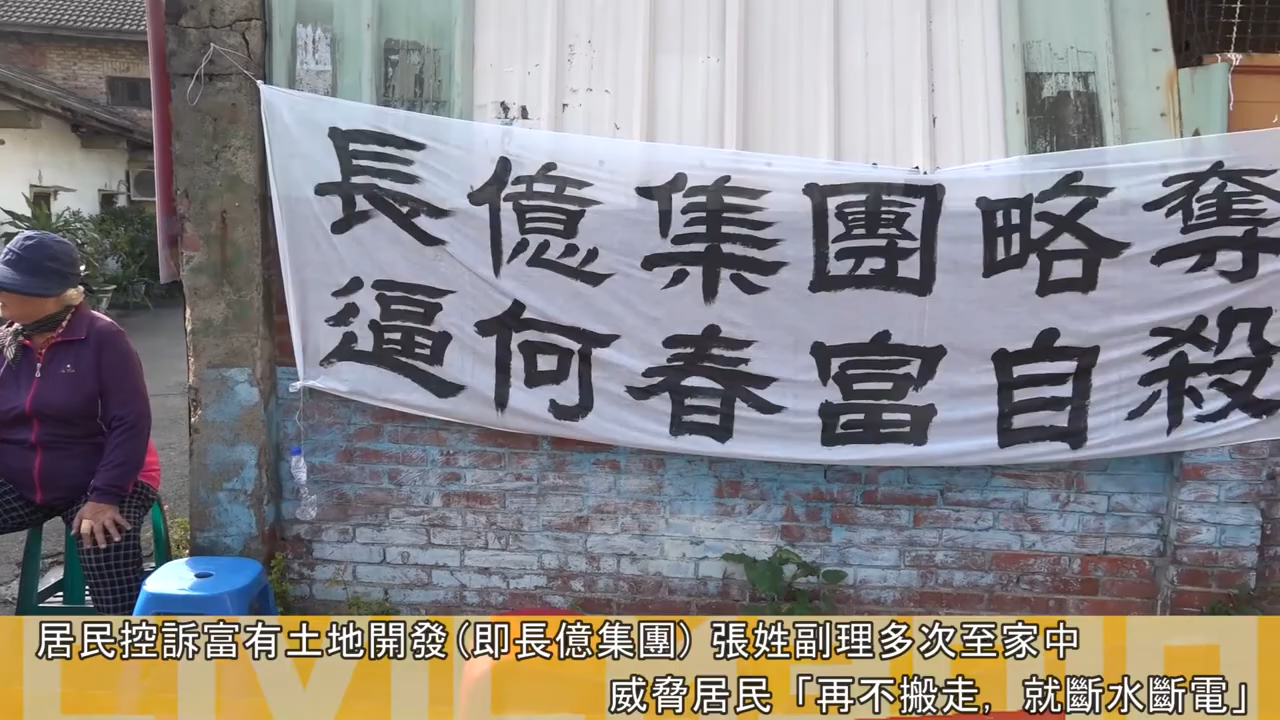 長億集團略奪
逼何春富自殺
居民控訴富有土地開發(即長億集團) 張姓副理多次至家中
威脅居民「再不搬走，就斷水斷電」